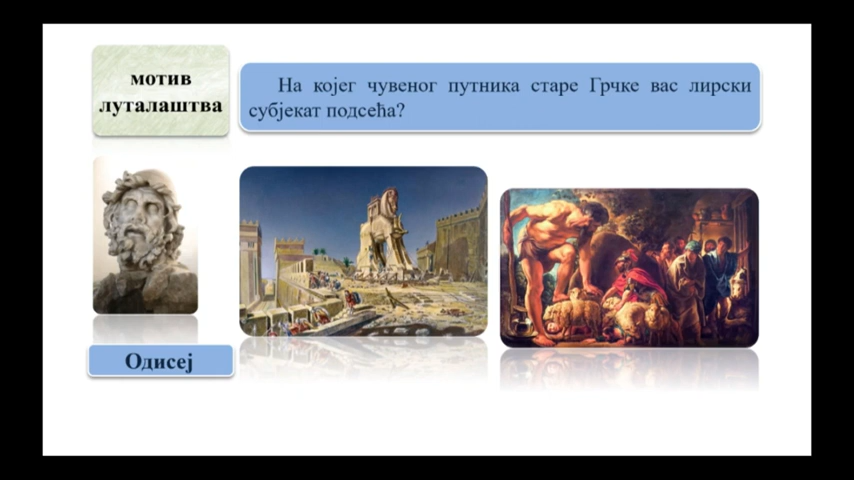 мотив
луталаштва
На којег чувеног путника старе Грчке вас лирски
субјекат подсећа?
Одисеј